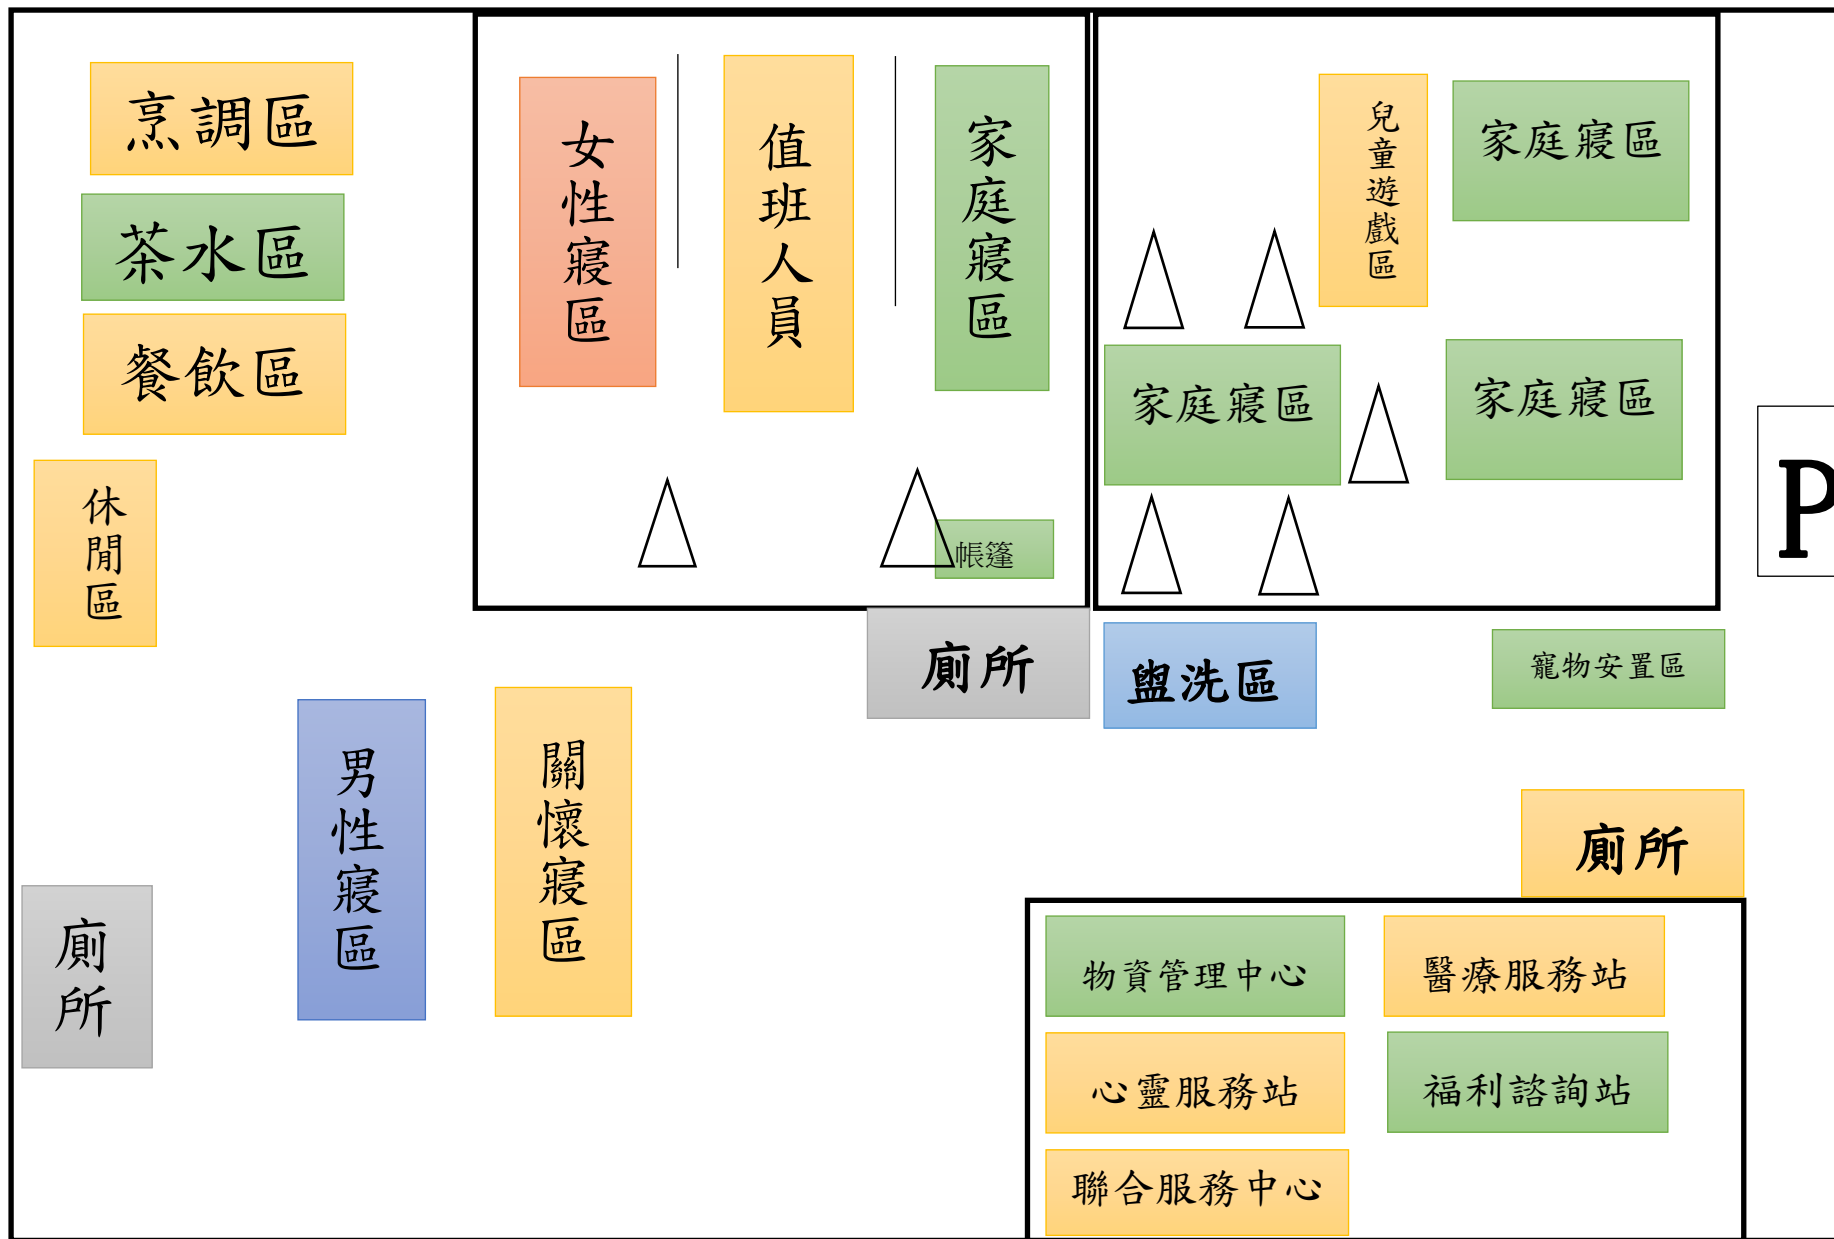 烹調區
茶水區
餐飲區
休閒區
女性寢區
值班人員
家庭寢區
帳篷
兒童遊戲區
家庭寢區
家庭寢區
家庭寢區
P
廁所
盥洗區
寵物安置區
男性寢區
關懷寢區
廁所
廁所
物資管理中心
醫療服務站
心靈服務站
福利諮詢站
聯合服務中心